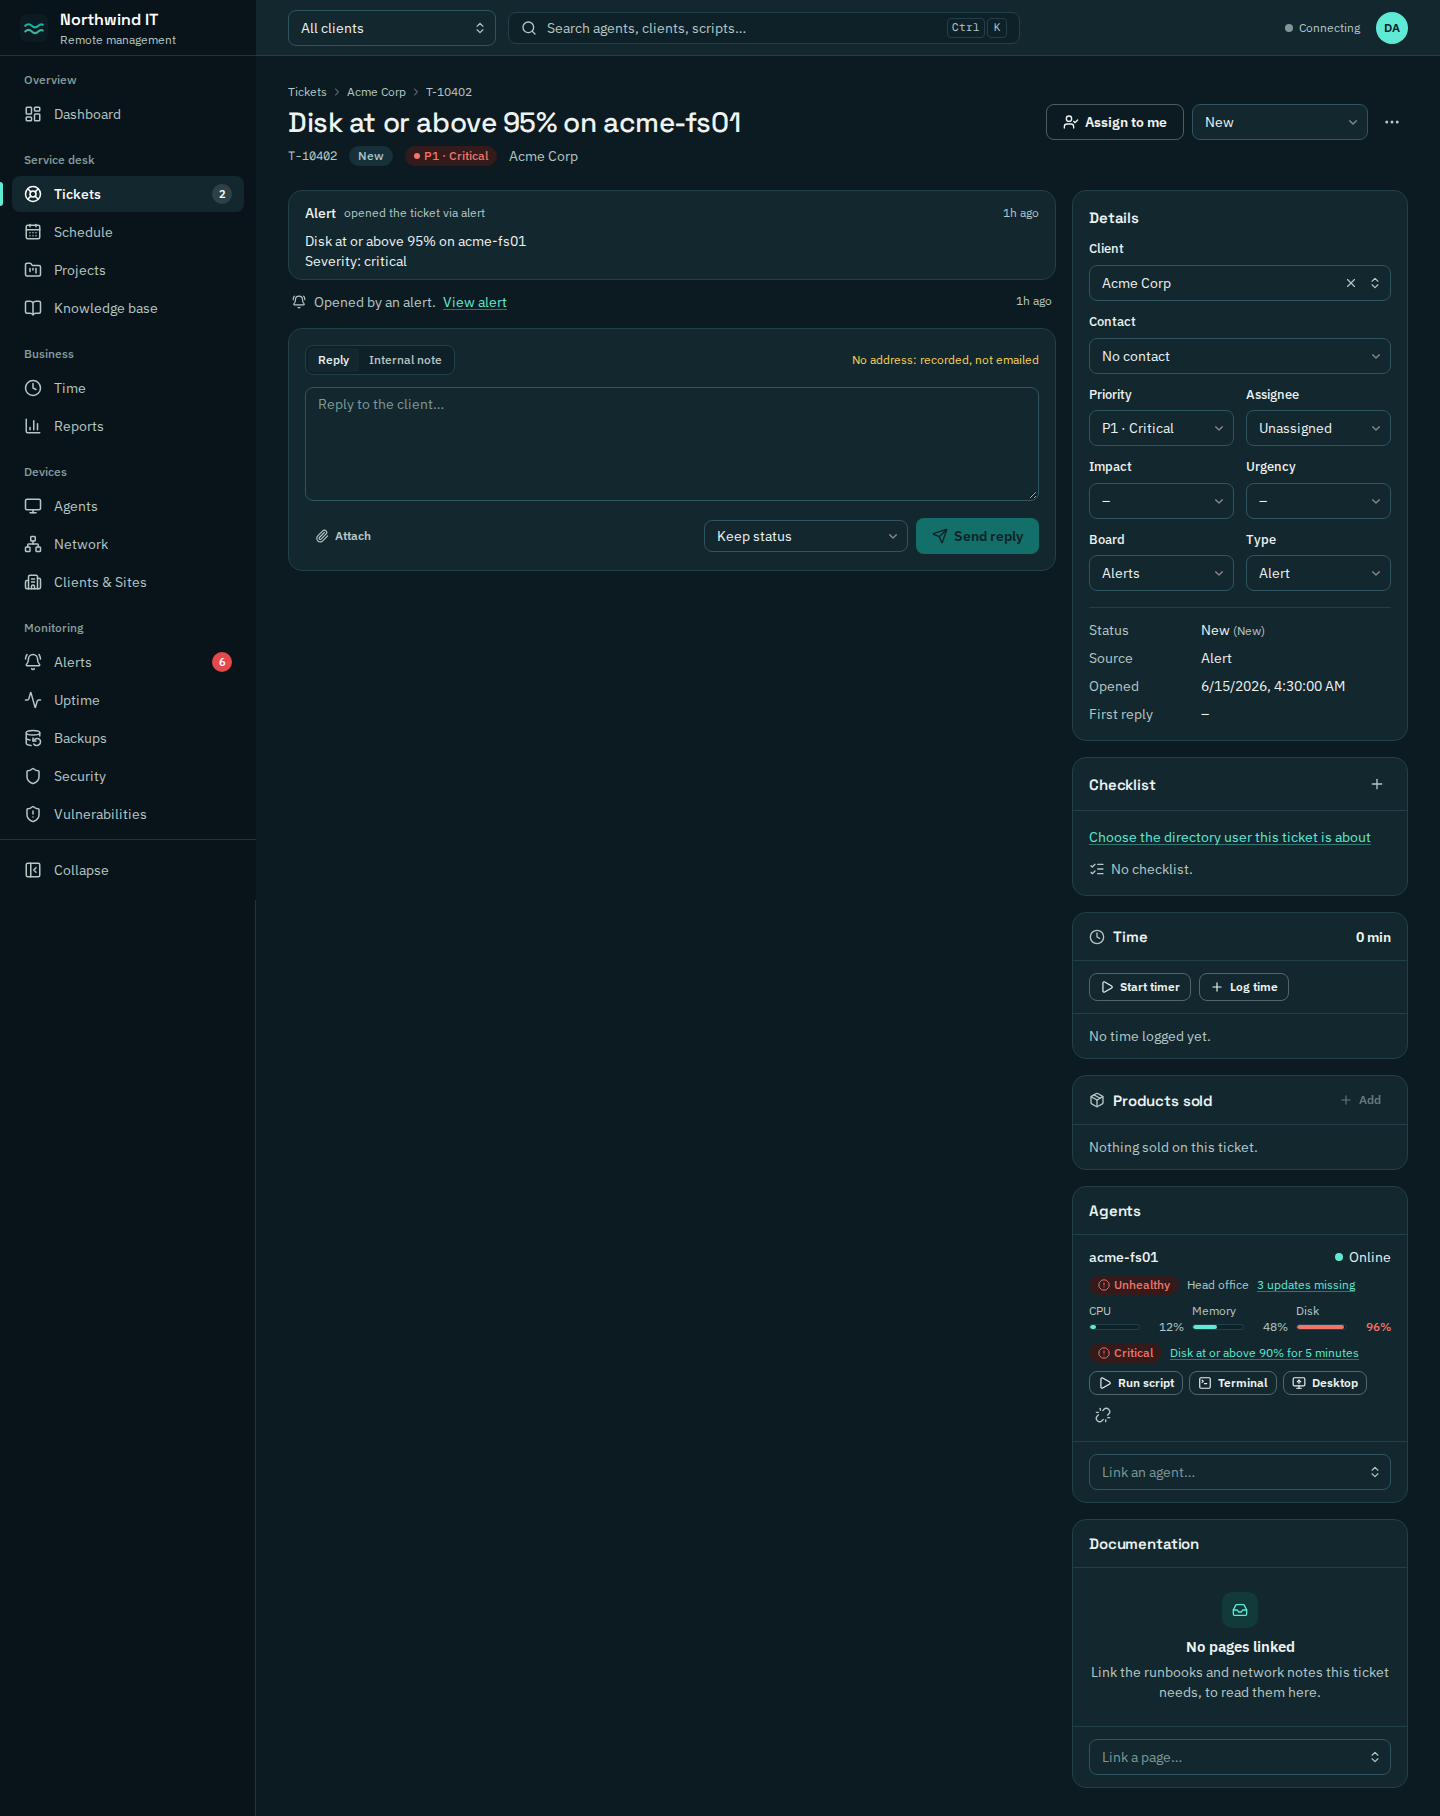 Northwind IT
Remote management
All clients
Search agents, clients, scripts...
Ctrl K
Connecting
DA
Overview
Dashboard
Service desk
Tickets 2
Schedule
Projects
Knowledge base
Business
Time
Reports
Devices
Agents
Network
Clients & Sites
Monitoring
Alerts 6
Uptime
Backups
Security
Vulnerabilities
Collapse
Tickets > Acme Corp > T-10402
Disk at or above 95% on acme-fs01
T-10402 New P1 · Critical Acme Corp
Assign to me
New
Alert opened the ticket via alert 1h ago
Disk at or above 95% on acme-fs01
Severity: critical
Opened by an alert. View alert 1h ago
Reply Internal note No address: recorded, not emailed
Reply to the client...
Attach Keep status Send reply
Details
Client
Acme Corp
Contact
No contact
Priority Assignee
P1 · Critical Unassigned
Impact Urgency
– –
Board Type
Alerts Alert
Status New (New)
Source Alert
Opened 6/15/2026, 4:30:00 AM
First reply –
Checklist
Choose the directory user this ticket is about
No checklist.
Time 0 min
Start timer Log time
No time logged yet.
Products sold Add
Nothing sold on this ticket.
Agents
acme-fs01 Online
Unhealthy Head office 3 updates missing
CPU Memory Disk
12% 48% 96%
Critical Disk at or above 90% for 5 minutes
Run script Terminal Desktop
Link an agent...
Documentation
No pages linked
Link the runbooks and network notes this ticket
needs, to read them here.
Link a page...